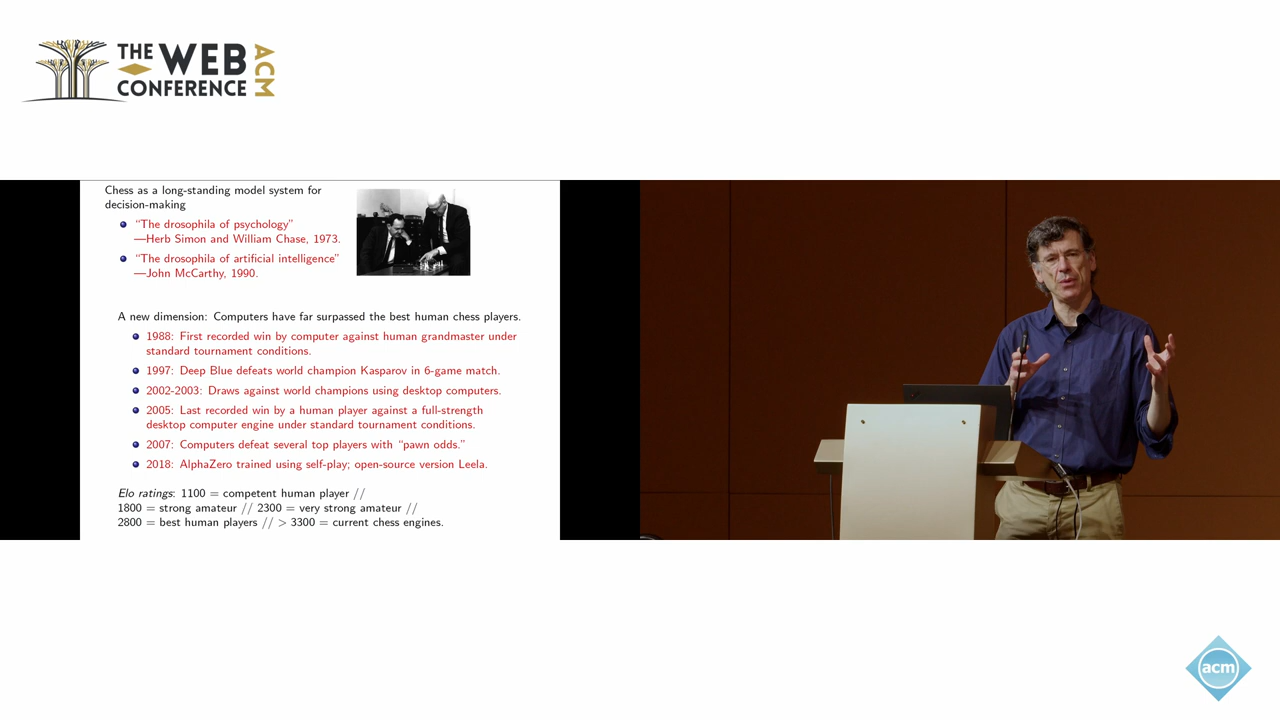 THE WEB
CONFERENCE
ACM
Chess as a long-standing model system for
decision-making
“The drosophila of psychology”
—Herb Simon and William Chase, 1973.
“The drosophila of artificial intelligence”
—John McCarthy, 1990.
A new dimension: Computers have far surpassed the best human chess players.
1988: First recorded win by computer against human grandmaster under
standard tournament conditions.
1997: Deep Blue defeats world champion Kasparov in 6-game match.
2002-2003: Draws against world champions using desktop computers.
2005: Last recorded win by a human player against a full-strength
desktop computer engine under standard tournament conditions.
2007: Computers defeat several top players with “pawn odds.”
2018: AlphaZero trained using self-play; open-source version Leela.
Elo ratings: 1100 = competent human player //
1800 = strong amateur // 2300 = very strong amateur //
2800 = best human players // > 3300 = current chess engines.
acm